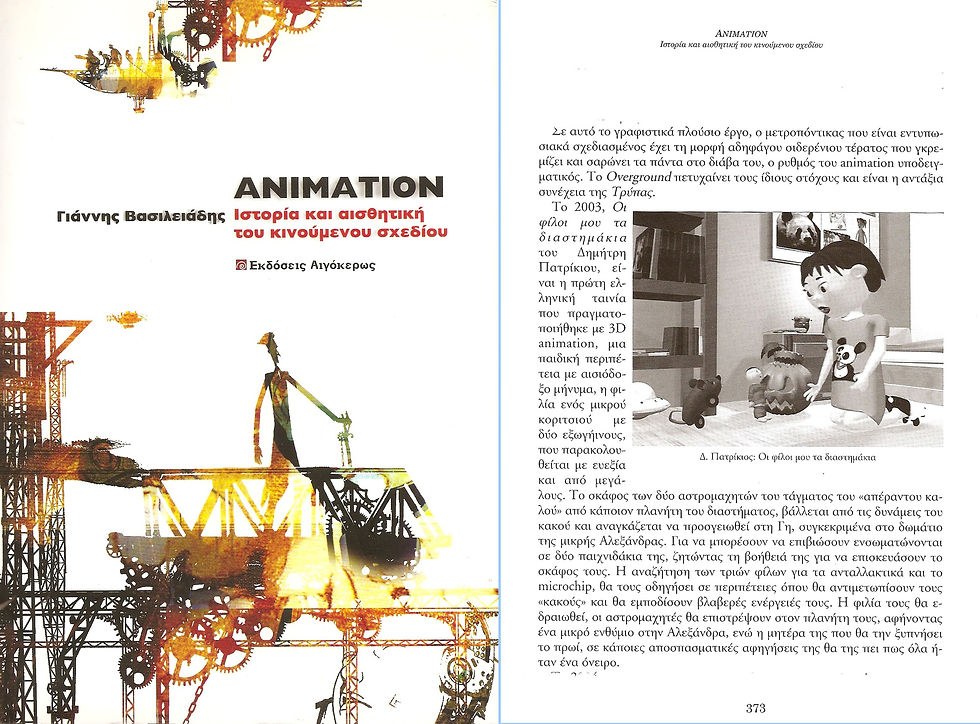 ANIMATION
Γιάννης Βασιλειάδης
Ιστορία και αισθητική
του κινούμενου σχεδίου
Εκδόσεις Αιγόκερως
ANIMATION
Ιστορία και αισθητική του κινούμενου σχεδίου
Σε αυτό το γραφιστικά πλούσιο έργο, ο μετροπόντικας που είναι εντυπω-
σιακά σχεδιασμένος έχει τη μορφή αδηφάγου σιδερένιου τέρατος που γκρε-
μίζει και σαρώνει τα πάντα στο διάβα του, ο ρυθμός του animation υποδειγ-
ματικός. Το Overground πετυχαίνει τους ίδιους στόχους και είναι η αντάξια
συνέχεια της Τρύπας.
Το 2003, Οι
φίλοι μου τα
διαστημάκια
του Δημήτρη
Πατρίκιου, εί-
ναι η πρώτη ελ-
ληνική ταινία
που πραγματο-
ποιήθηκε με 3D
animation, μια
παιδική περιπέ-
τεια με αισιόδο-
ξο μήνυμα, η φι-
λία ενός μικρού
κοριτσιού με
δύο εξωγήινους,
που παρακολου-
θείται με ευεξία
και από μεγά-
λους. Το σκάφος των δύο αστρομαχητών του τάγματος του «απέραντου κα-
λού» από κάποιον πλανήτη του διαστήματος, βάλλεται από τις δυνάμεις του
κακού και αναγκάζεται να προσγειωθεί στη Γη, συγκεκριμένα στο δωμάτιο
της μικρής Αλεξάνδρας. Για να μπορέσουν να επιβιώσουν ενσωματώνονται
σε δύο παιχνιδάκια της, ζητώντας τη βοήθειά της για να επισκευάσουν το
σκάφος τους. Η αναζήτηση των τριών φίλων για τα ανταλλακτικά και το
microchip, θα τους οδηγήσει σε περιπέτειες όπου θα αντιμετωπίσουν τους
«κακούς» και θα εμποδίσουν βλαβερές ενέργειές τους. Η φιλία τους θα ε-
δραιωθεί, οι αστρομαχητές θα επιστρέψουν στον πλανήτη τους, αφήνοντας
ένα μικρό ενθύμιο στην Αλεξάνδρα, ενώ η μητέρα της που θα την ξυπνήσει
το πρωί, σε κάποιες αποσπασματικές αφηγήσεις της θα της πει πως όλα ή-
ταν ένα όνειρο.
Δ. Πατρίκιος: Οι φίλοι μου τα διαστημάκια
373